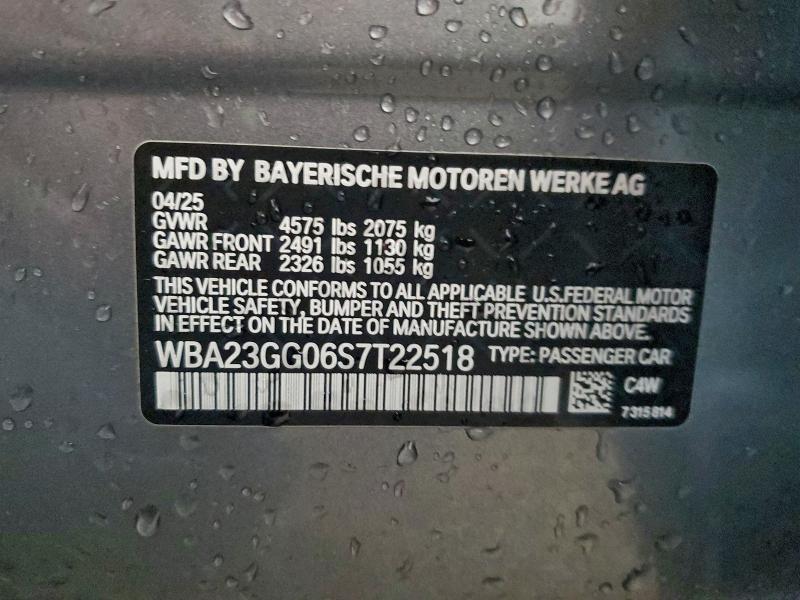 MFD BY BAYERISCHE MOTOREN WERKE AG
04/25
GVWR 4575 lbs 2075 kg
GAWR FRONT 2491 lbs 1130 kg
GAWR REAR 2326 lbs 1055 kg
THIS VEHICLE CONFORMS TO ALL APPLICABLE U.S.FEDERAL MOTOR
VEHICLE SAFETY, BUMPER AND THEFT PREVENTION STANDARDS
IN EFFECT ON THE DATE OF MANUFACTURE SHOWN ABOVE.
WBA23GG06S7T22518 TYPE: PASSENGER CAR
C4W
7315814